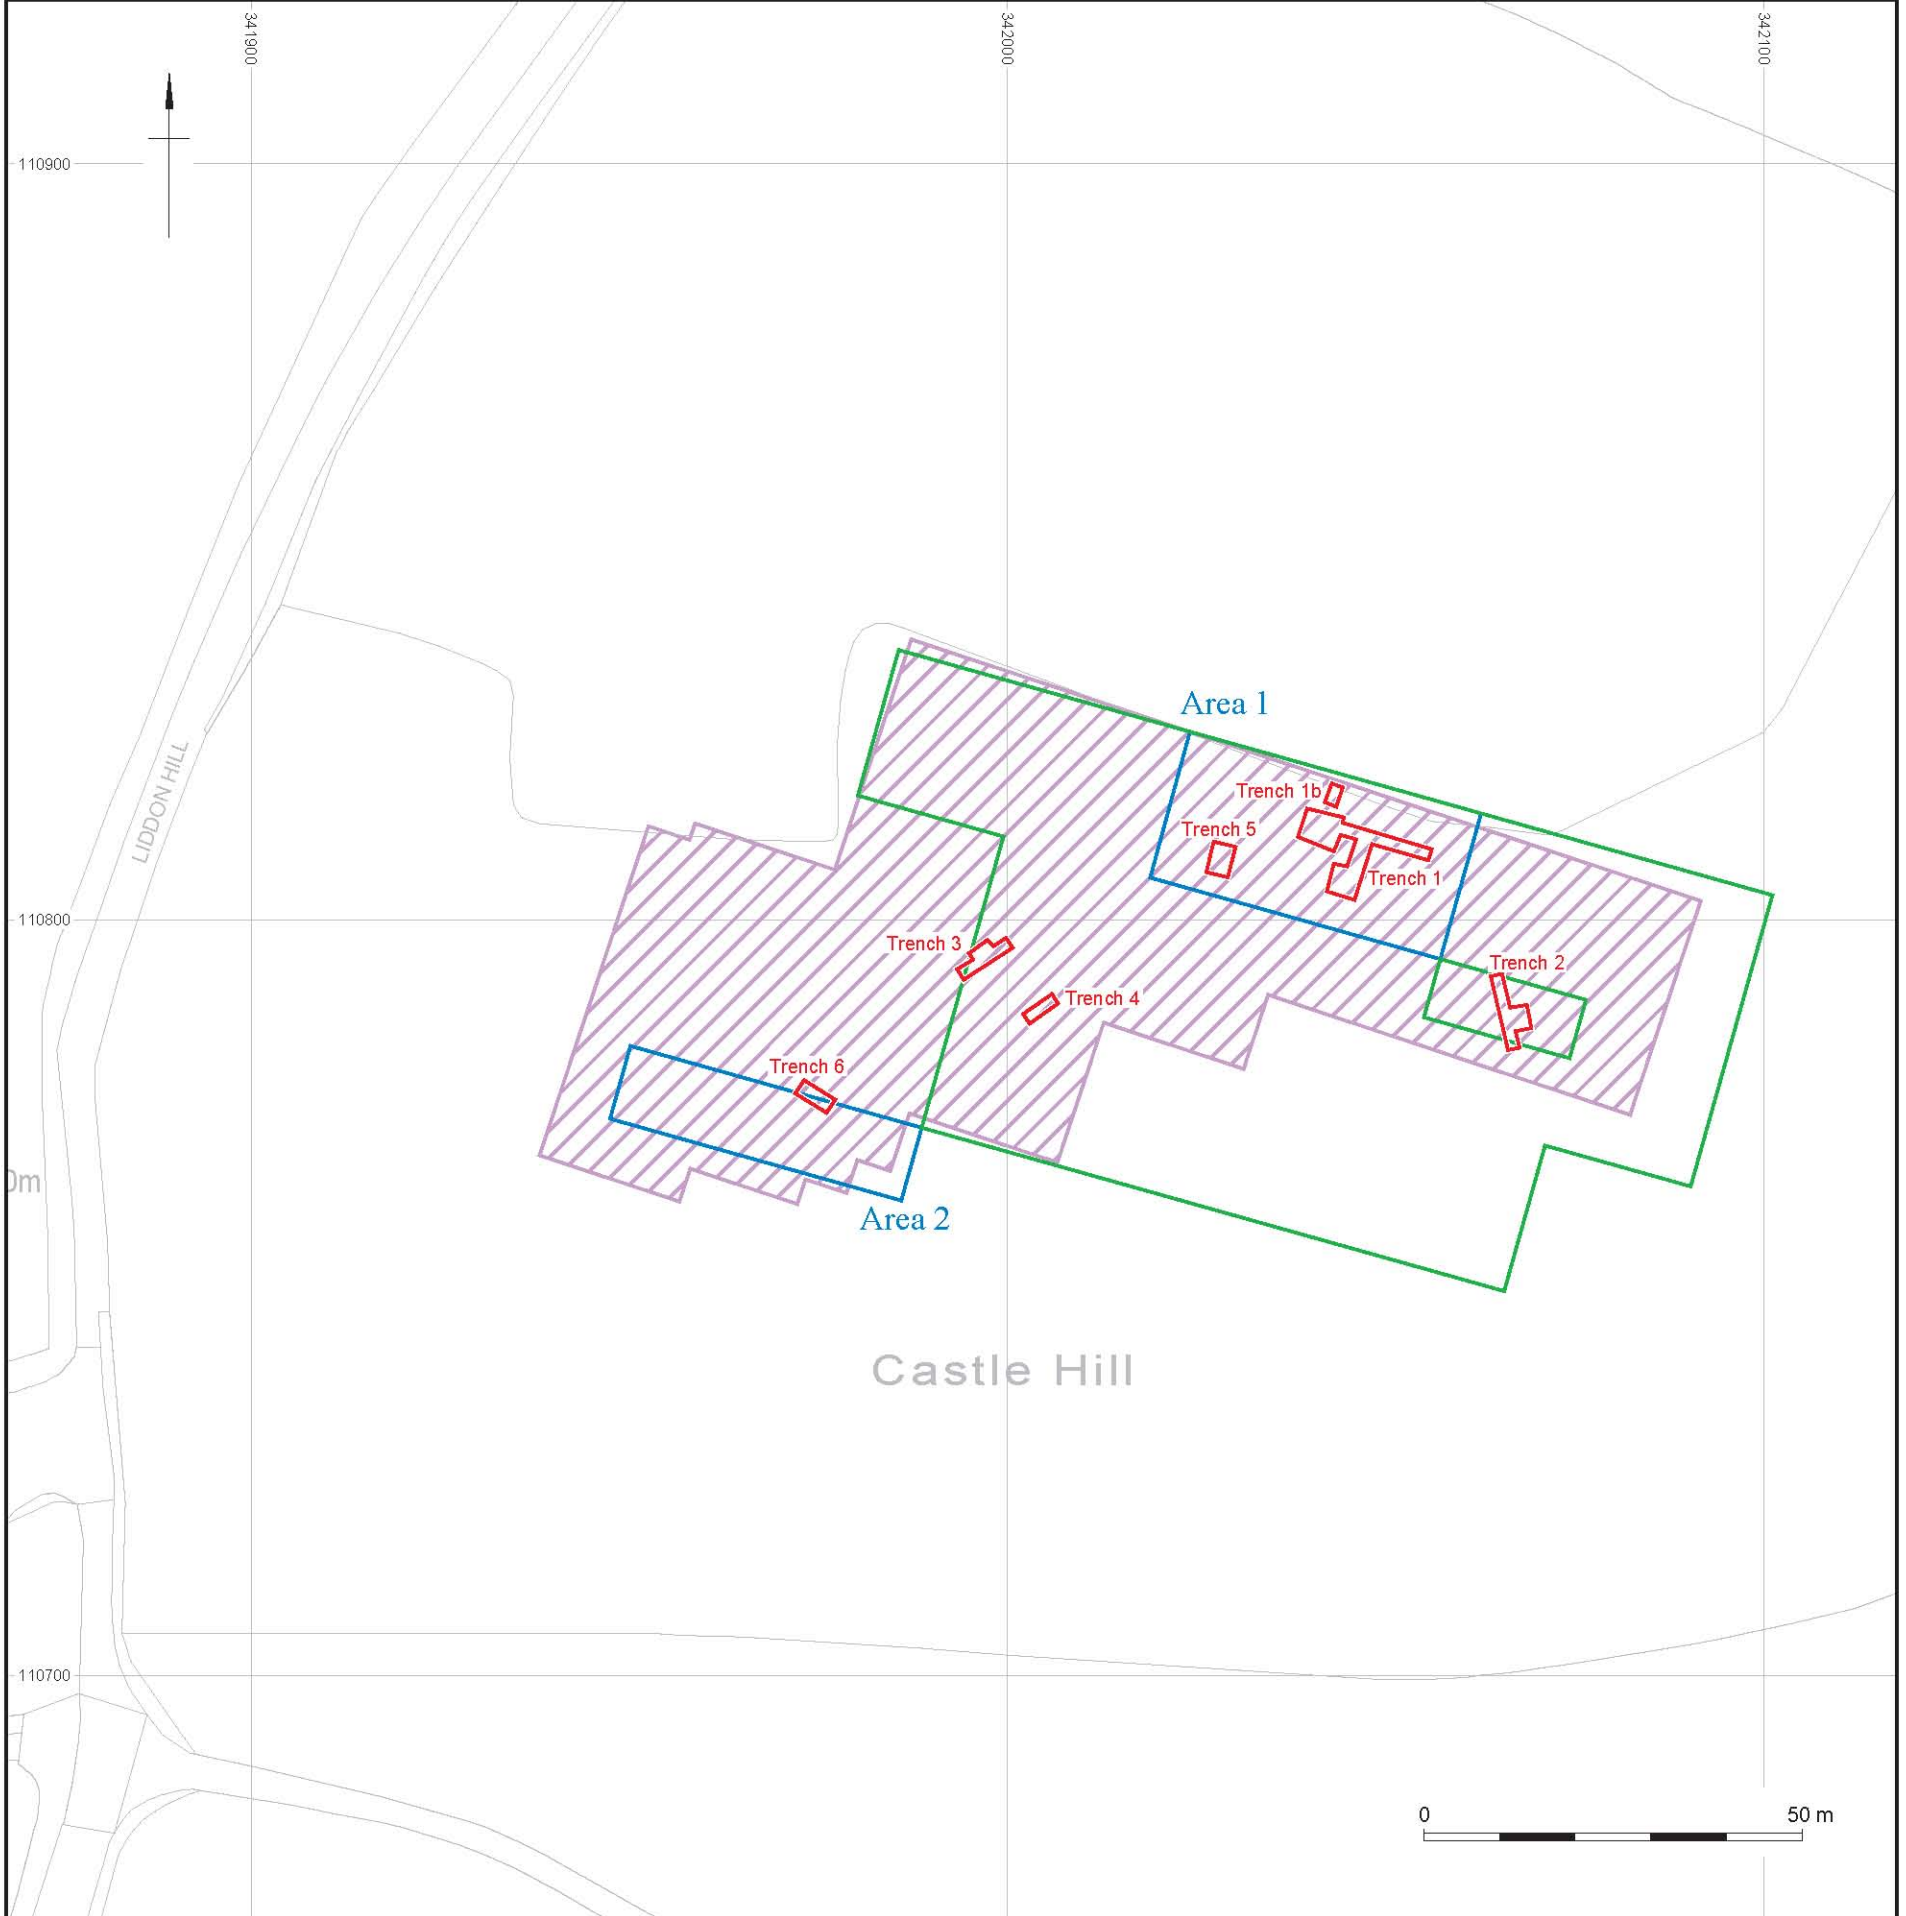 341900
342000
342100
110900
LIDDON HILL
Area 1
Trench 1b
Trench 5
Trench 1
110800
Trench 3
Trench 2
Trench 4
Trench 6
0m
Area 2
Castle Hill
110700
0 50 m